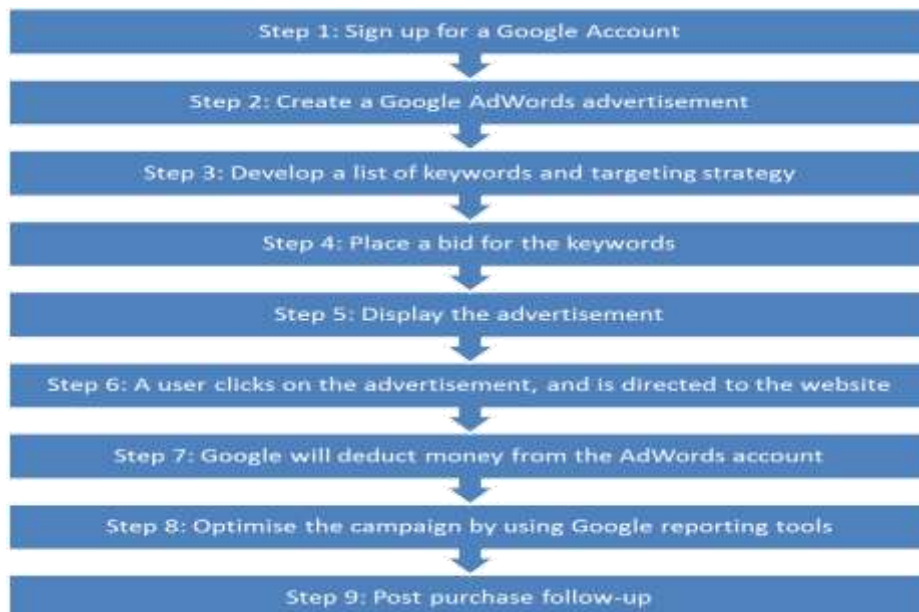 Step 1: Sign up for a Google Account
Step 2: Create a Google AdWords advertisement
Step 3: Develop a list of keywords and targeting strategy
Step 4: Place a bid for the keywords
Step 5: Display the advertisement
Step 6: A user clicks on the advertisement, and is directed to the website
Step 7: Google will deduct money from the AdWords account
Step 8: Optimise the campaign by using Google reporting tools
Step 9: Post purchase follow-up